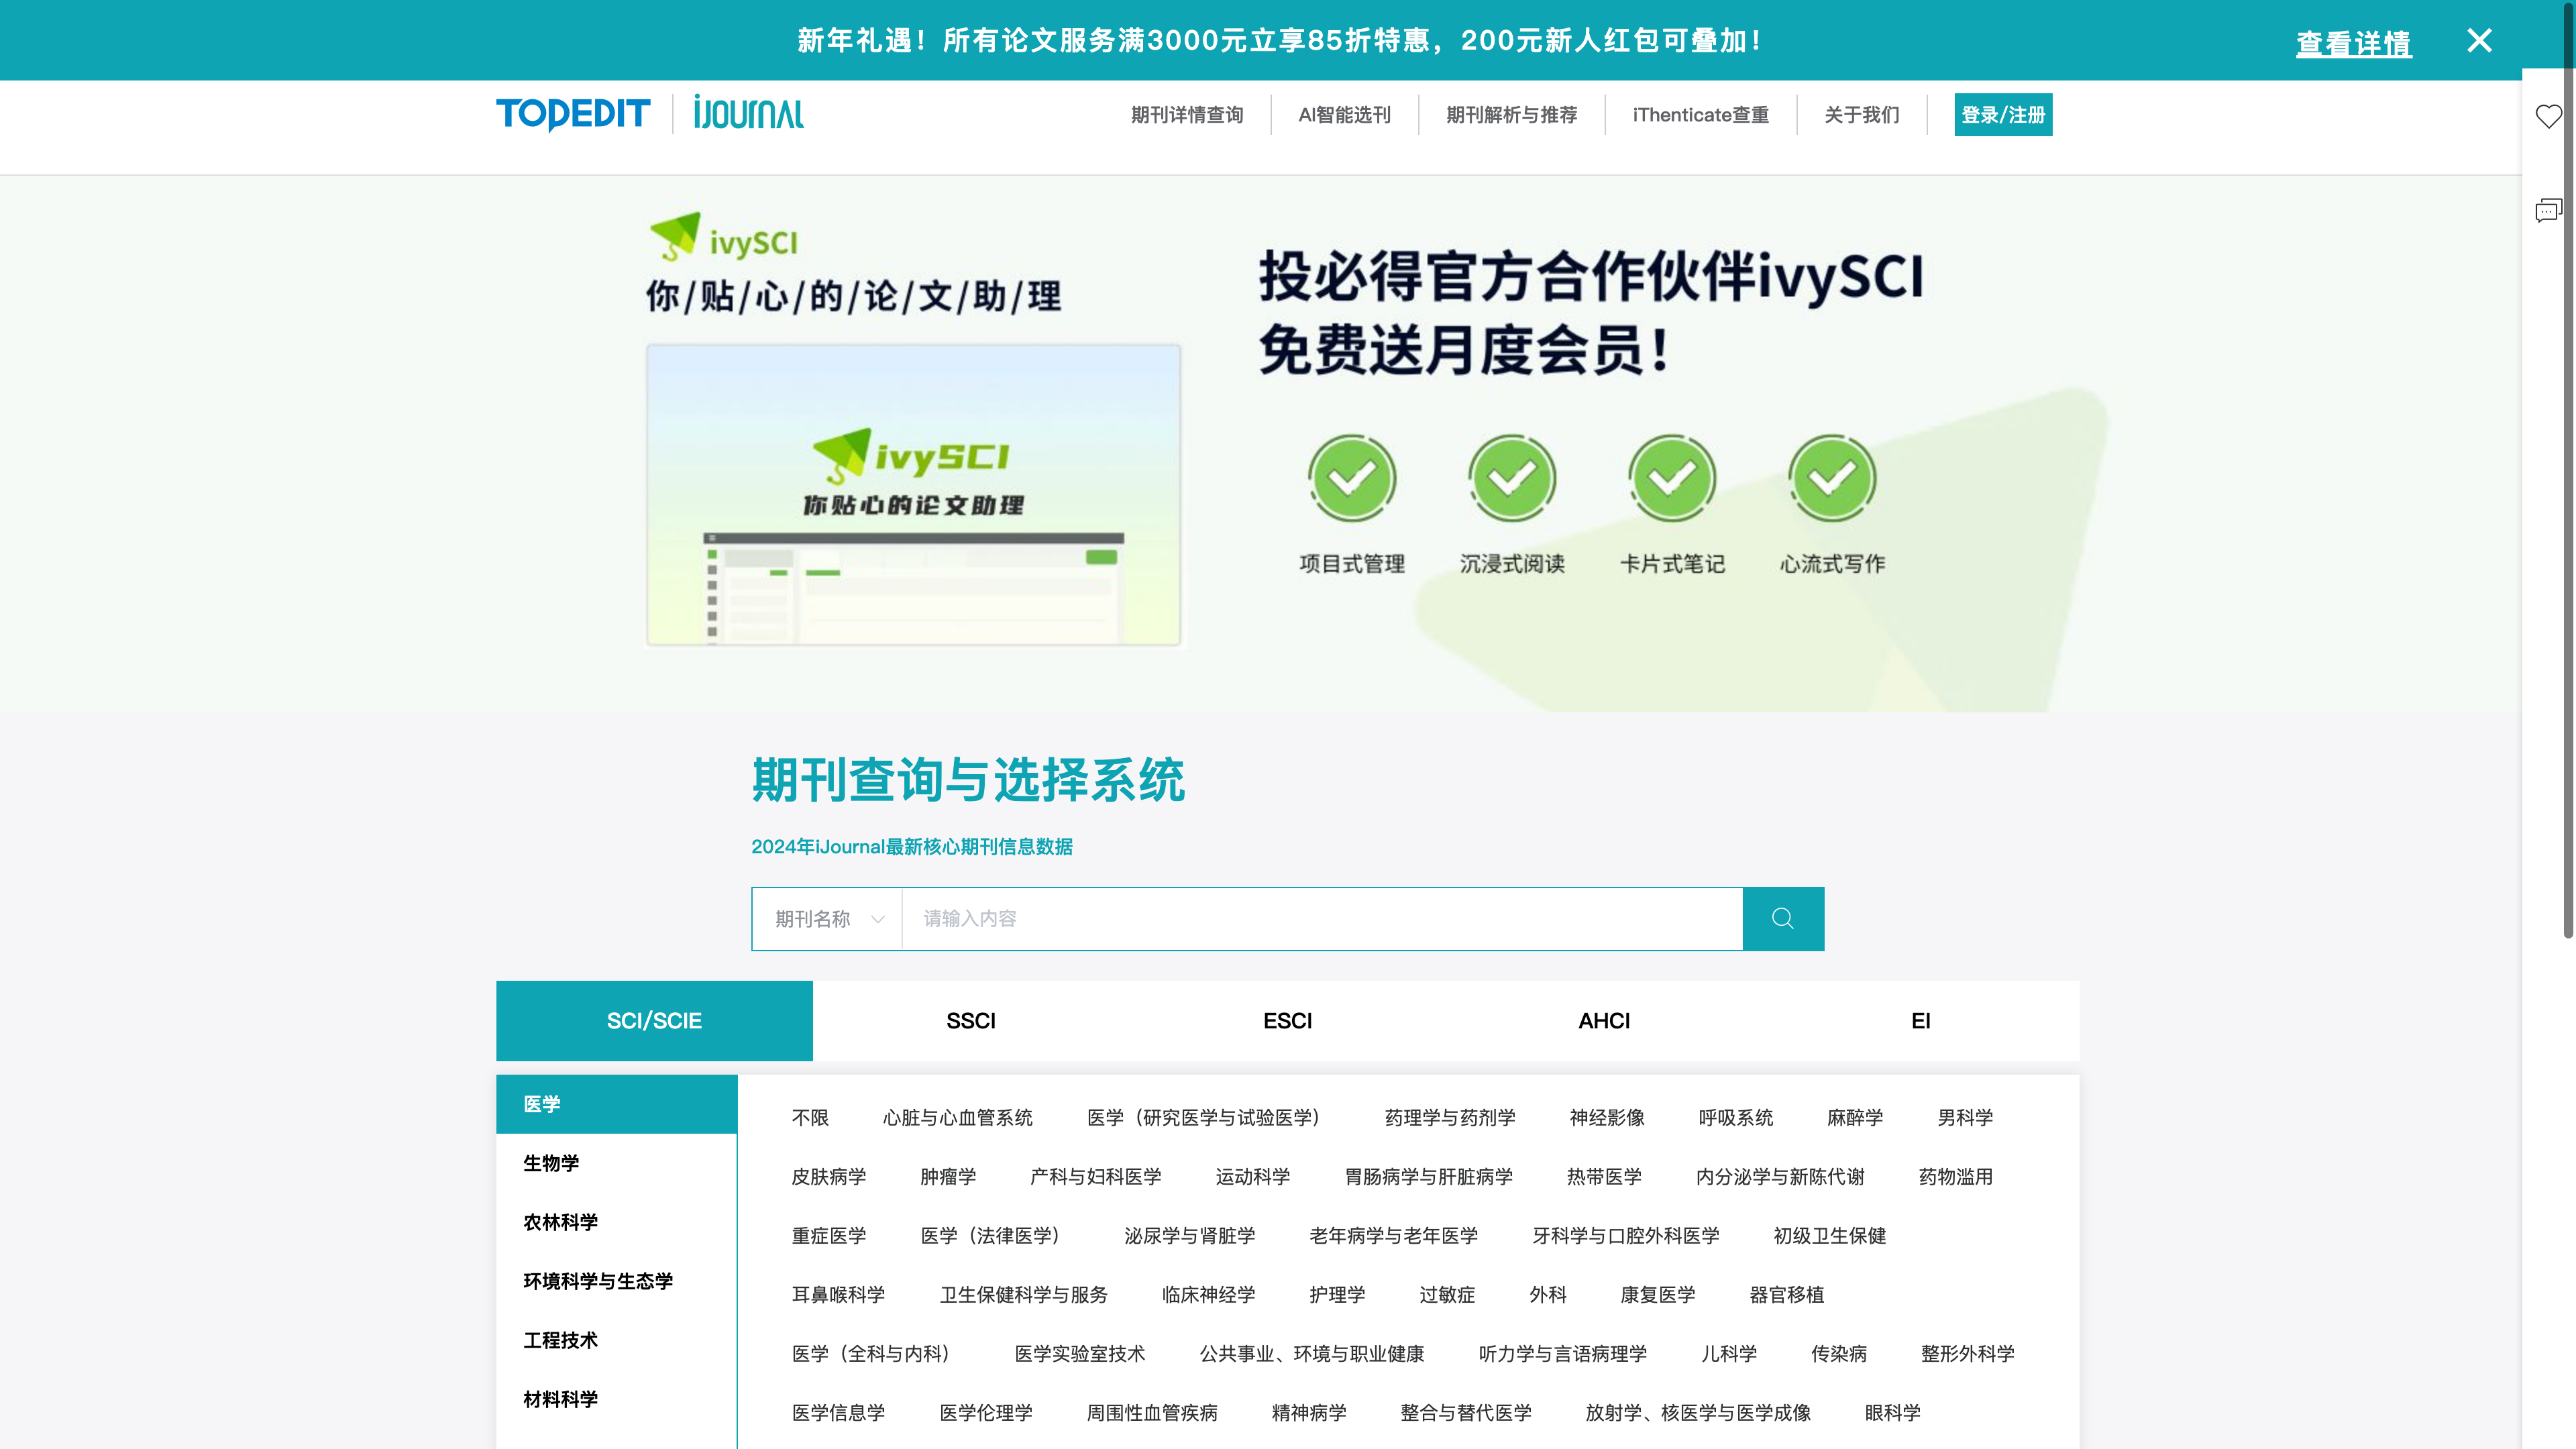 新年礼遇！所有论文服务满3000元立享85折特惠，200元新人红包可叠加！
查看详情
TOPEDIT
iJOURNAL
期刊详情查询 AI智能选刊 期刊解析与推荐 iThenticate查重 关于我们 登录/注册
ivySCI
你/贴/心/的/论/文/助/理
ivySCI
你贴心的论文助理
投必得官方合作伙伴ivySCI
免费送月度会员！
项目式管理 沉浸式阅读 卡片式笔记 心流式写作
期刊查询与选择系统
2024年iJournal最新核心期刊信息数据
期刊名称 请输入内容
SCI/SCIE SSCI ESCI AHCI EI
医学
生物学
农林科学
环境科学与生态学
工程技术
材料科学
不限 心脏与心血管系统 医学（研究医学与试验医学） 药理学与药剂学 神经影像 呼吸系统 麻醉学 男科学
皮肤病学 肿瘤学 产科与妇科医学 运动科学 胃肠病学与肝脏病学 热带医学 内分泌学与新陈代谢 药物滥用
重症医学 医学（法律医学） 泌尿学与肾脏学 老年病学与老年医学 牙科学与口腔外科医学 初级卫生保健
耳鼻喉科学 卫生保健科学与服务 临床神经学 护理学 过敏症 外科 康复医学 器官移植
医学（全科与内科） 医学实验室技术 公共事业、环境与职业健康 听力学与言语病理学 儿科学 传染病 整形外科学
医学信息学 医学伦理学 周围性血管疾病 精神病学 整合与替代医学 放射学、核医学与医学成像 眼科学